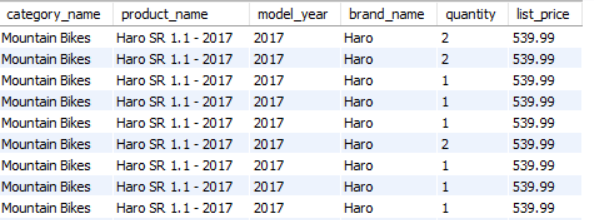 category_name product_name model_year brand_name quantity list_price
Mountain Bikes Haro SR 1.1 - 2017 2017 Haro 2 539.99
Mountain Bikes Haro SR 1.1 - 2017 2017 Haro 2 539.99
Mountain Bikes Haro SR 1.1 - 2017 2017 Haro 1 539.99
Mountain Bikes Haro SR 1.1 - 2017 2017 Haro 1 539.99
Mountain Bikes Haro SR 1.1 - 2017 2017 Haro 1 539.99
Mountain Bikes Haro SR 1.1 - 2017 2017 Haro 2 539.99
Mountain Bikes Haro SR 1.1 - 2017 2017 Haro 1 539.99
Mountain Bikes Haro SR 1.1 - 2017 2017 Haro 1 539.99
Mountain Bikes Haro SR 1.1 - 2017 2017 Haro 1 539.99